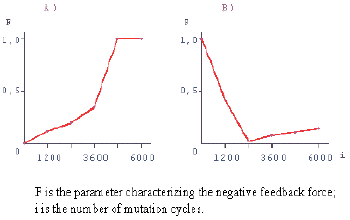 A) B)
F F
1,0 1,0
0,5 0,5
0 0
1200 3600 6000 1200 3600 6000 i
F is the parameter characterizing the negative feedback force;
i is the number of mutation cycles.